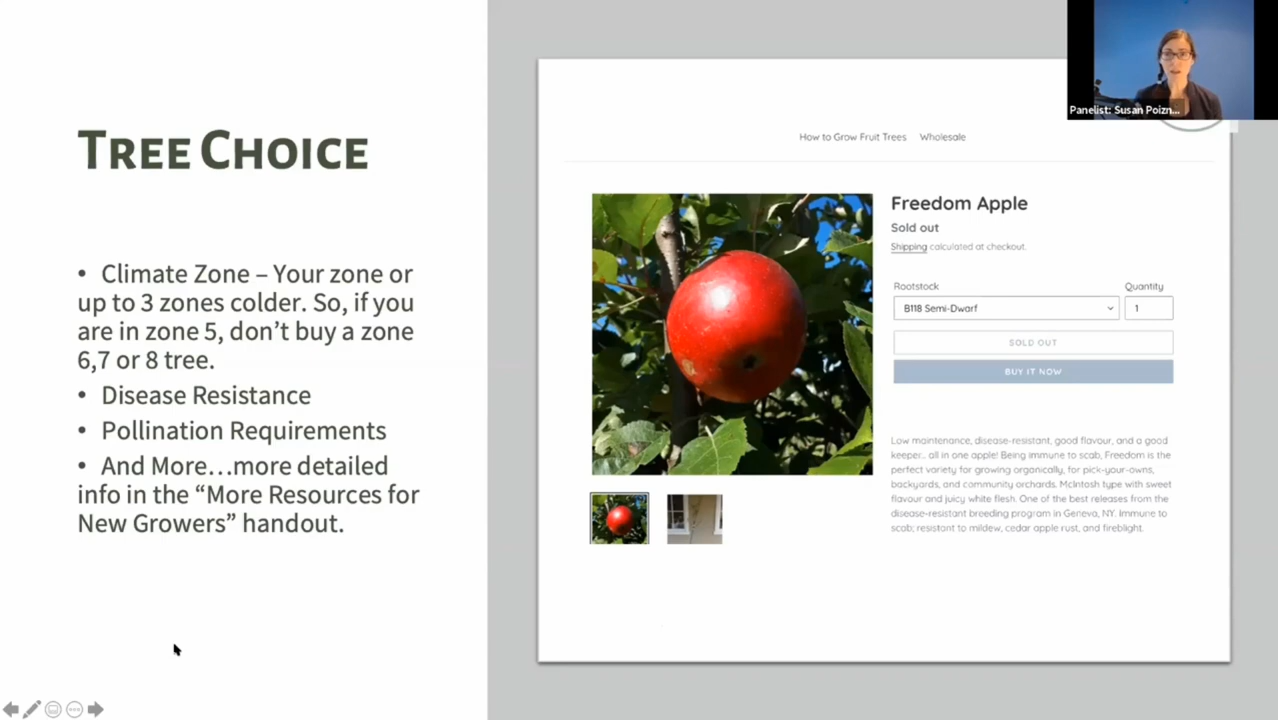 Tree Choice
• Climate Zone – Your zone or
up to 3 zones colder. So, if you
are in zone 5, don’t buy a zone
6,7 or 8 tree.
• Disease Resistance
• Pollination Requirements
• And More…more detailed
info in the “More Resources for
New Growers” handout.
Panelist: Susan Poizn...
How to Grow Fruit Trees Wholesale
Freedom Apple
Sold out
Shipping calculated at checkout.
Rootstock Quantity
B118 Semi-Dwarf 1
SOLD OUT
BUY IT NOW
Low maintenance, disease-resistant, good flavour, and a good
keeper.. all in one apple! Being immune to scab, Freedom is the
perfect variety for growing organically, for pick-your-owns,
backyards, and community orchards. McIntosh type with sweet
flavour and juicy white flesh. One of the best releases from the
disease-resistant breeding program in Geneva, NY. Immune to
scab; resistant to mildew, cedar apple rust, and fireblight.